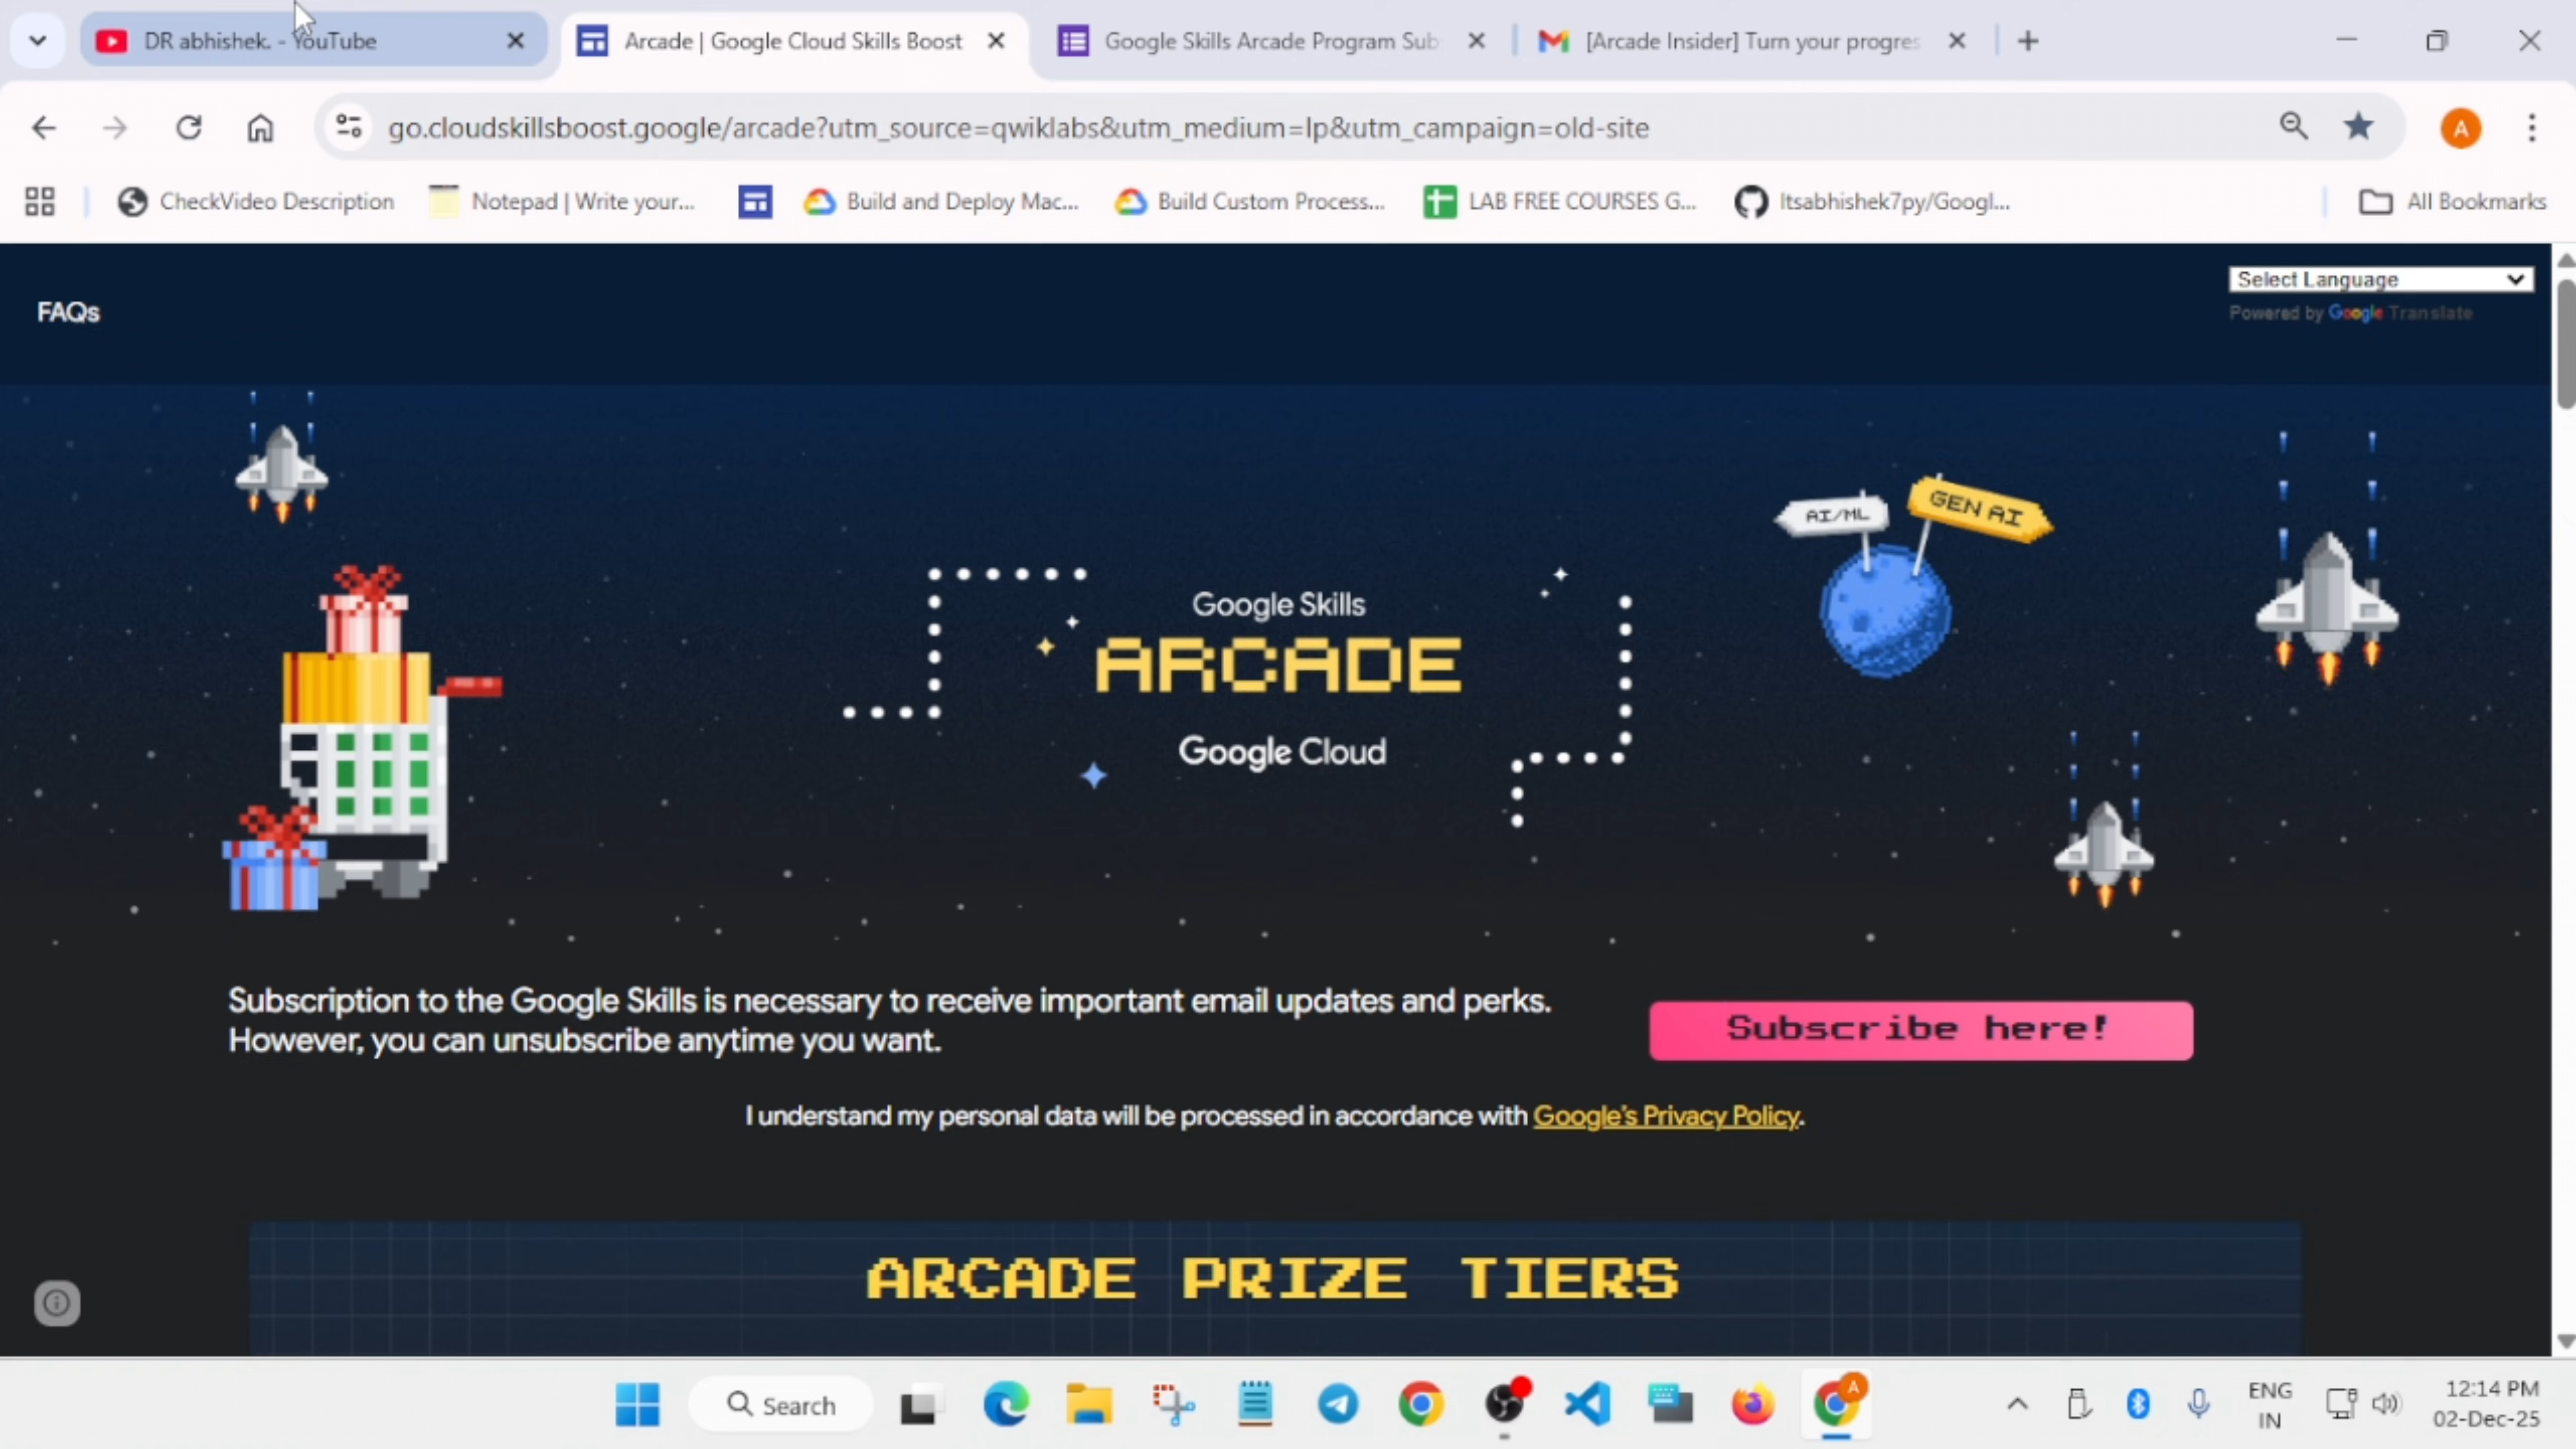 DR abhishek. - YouTube
Arcade | Google Cloud Skills Boost
Google Skills Arcade Program Sub
[Arcade Insider] Turn your progres
go.cloudskillsboost.google/arcade?utm_source=qwiklabs&utm_medium=lp&utm_campaign=old-site
A
CheckVideo Description
Notepad | Write your...
Build and Deploy Mac...
Build Custom Process...
LAB FREE COURSES G...
Itsabhishek7py/Googl...
All Bookmarks
FAQs
Select Language
Powered by Google Translate
AI/ML
GEN AI
Google Skills
ARCADE
Google Cloud
Subscription to the Google Skills is necessary to receive important email updates and perks.
However, you can unsubscribe anytime you want.
Subscribe here!
I understand my personal data will be processed in accordance with Google's Privacy Policy.
ARCADE PRIZE TIERS
Search
A
ENG
IN
12:14 PM
02-Dec-25